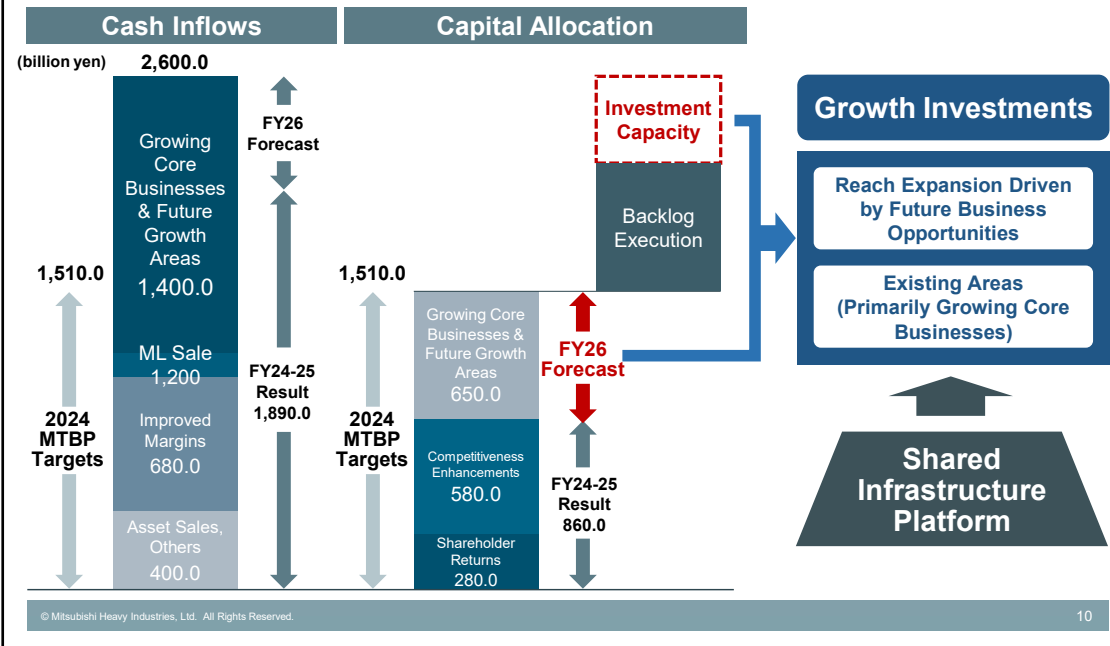 Cash Inflows
Capital Allocation
(billion yen)
2,600.0
Growing
Core
Businesses
& Future
Growth
Areas
1,400.0
ML Sale
1,200
Improved
Margins
680.0
Asset Sales,
Others
400.0
1,510.0
2024
MTBP
Targets
FY26
Forecast
FY24-25
Result
1,890.0
1,510.0
2024
MTBP
Targets
Growing Core
Businesses &
Future Growth
Areas
650.0
Competitiveness
Enhancements
580.0
Shareholder
Returns
280.0
FY26
Forecast
FY24-25
Result
860.0
Investment
Capacity
Backlog
Execution
Growth Investments
Reach Expansion Driven
by Future Business
Opportunities
Existing Areas
(Primarily Growing Core
Businesses)
Shared
Infrastructure
Platform
© Mitsubishi Heavy Industries, Ltd. All Rights Reserved.
10